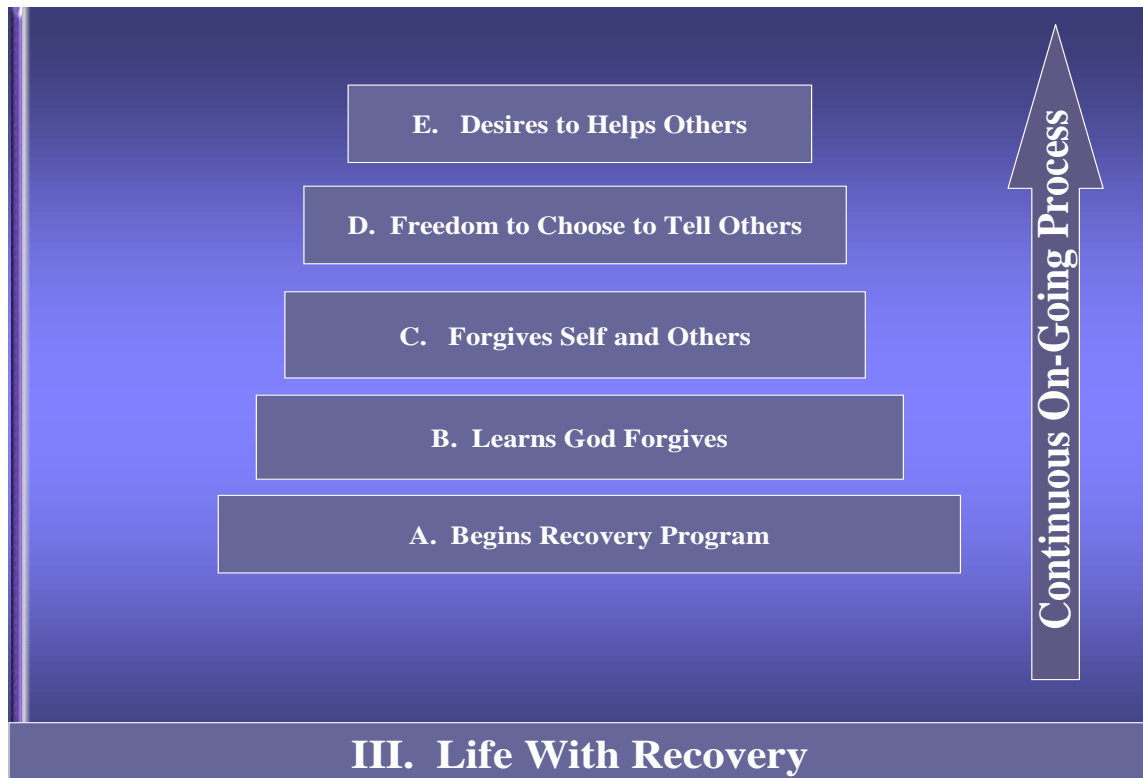 E. Desires to Helps Others
D. Freedom to Choose to Tell Others
C. Forgives Self and Others
B. Learns God Forgives
A. Begins Recovery Program
Continuous On-Going Process
III. Life With Recovery